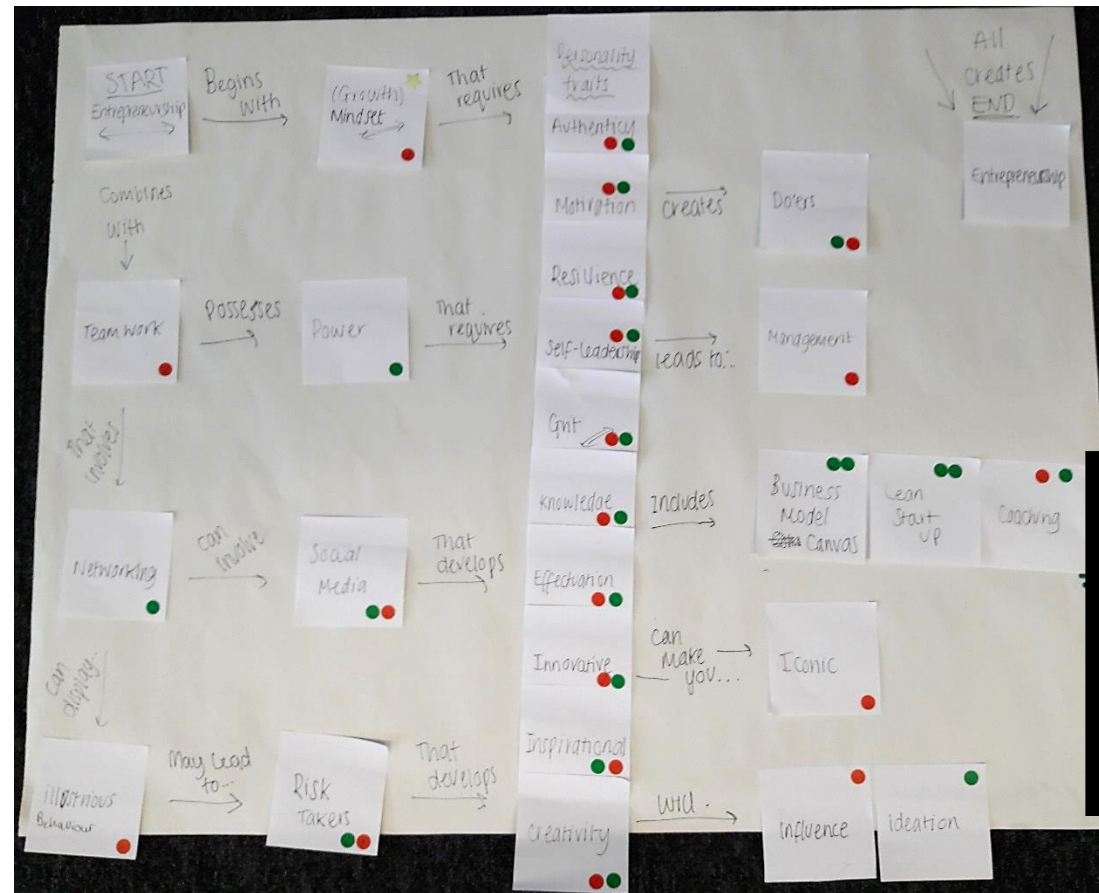 START
Entrepreneurship
Begins
with
(Growth)
Mindset
That
requires
Personality
traits
Authenticy
Motivation
creates
Do'ers
All
creates
END
Entrepreneurship
Combines
with
Team work
Possesses
Power
That
requires
Resilience
Self-leadership
leads to...
Management
That
involves
Grit
Knowledge
Includes
Business
Model
Canvas
Lean
Start
Up
Coaching
Networking
can
involve
Social
Media
That
develops
Effectuation
Innovative
can
make
you...
Iconic
can
display..
illustrious
Behaviour
May lead
to...
Risk
Takers
That
develops
Inspirational
Creativity
will.
Influence
ideation